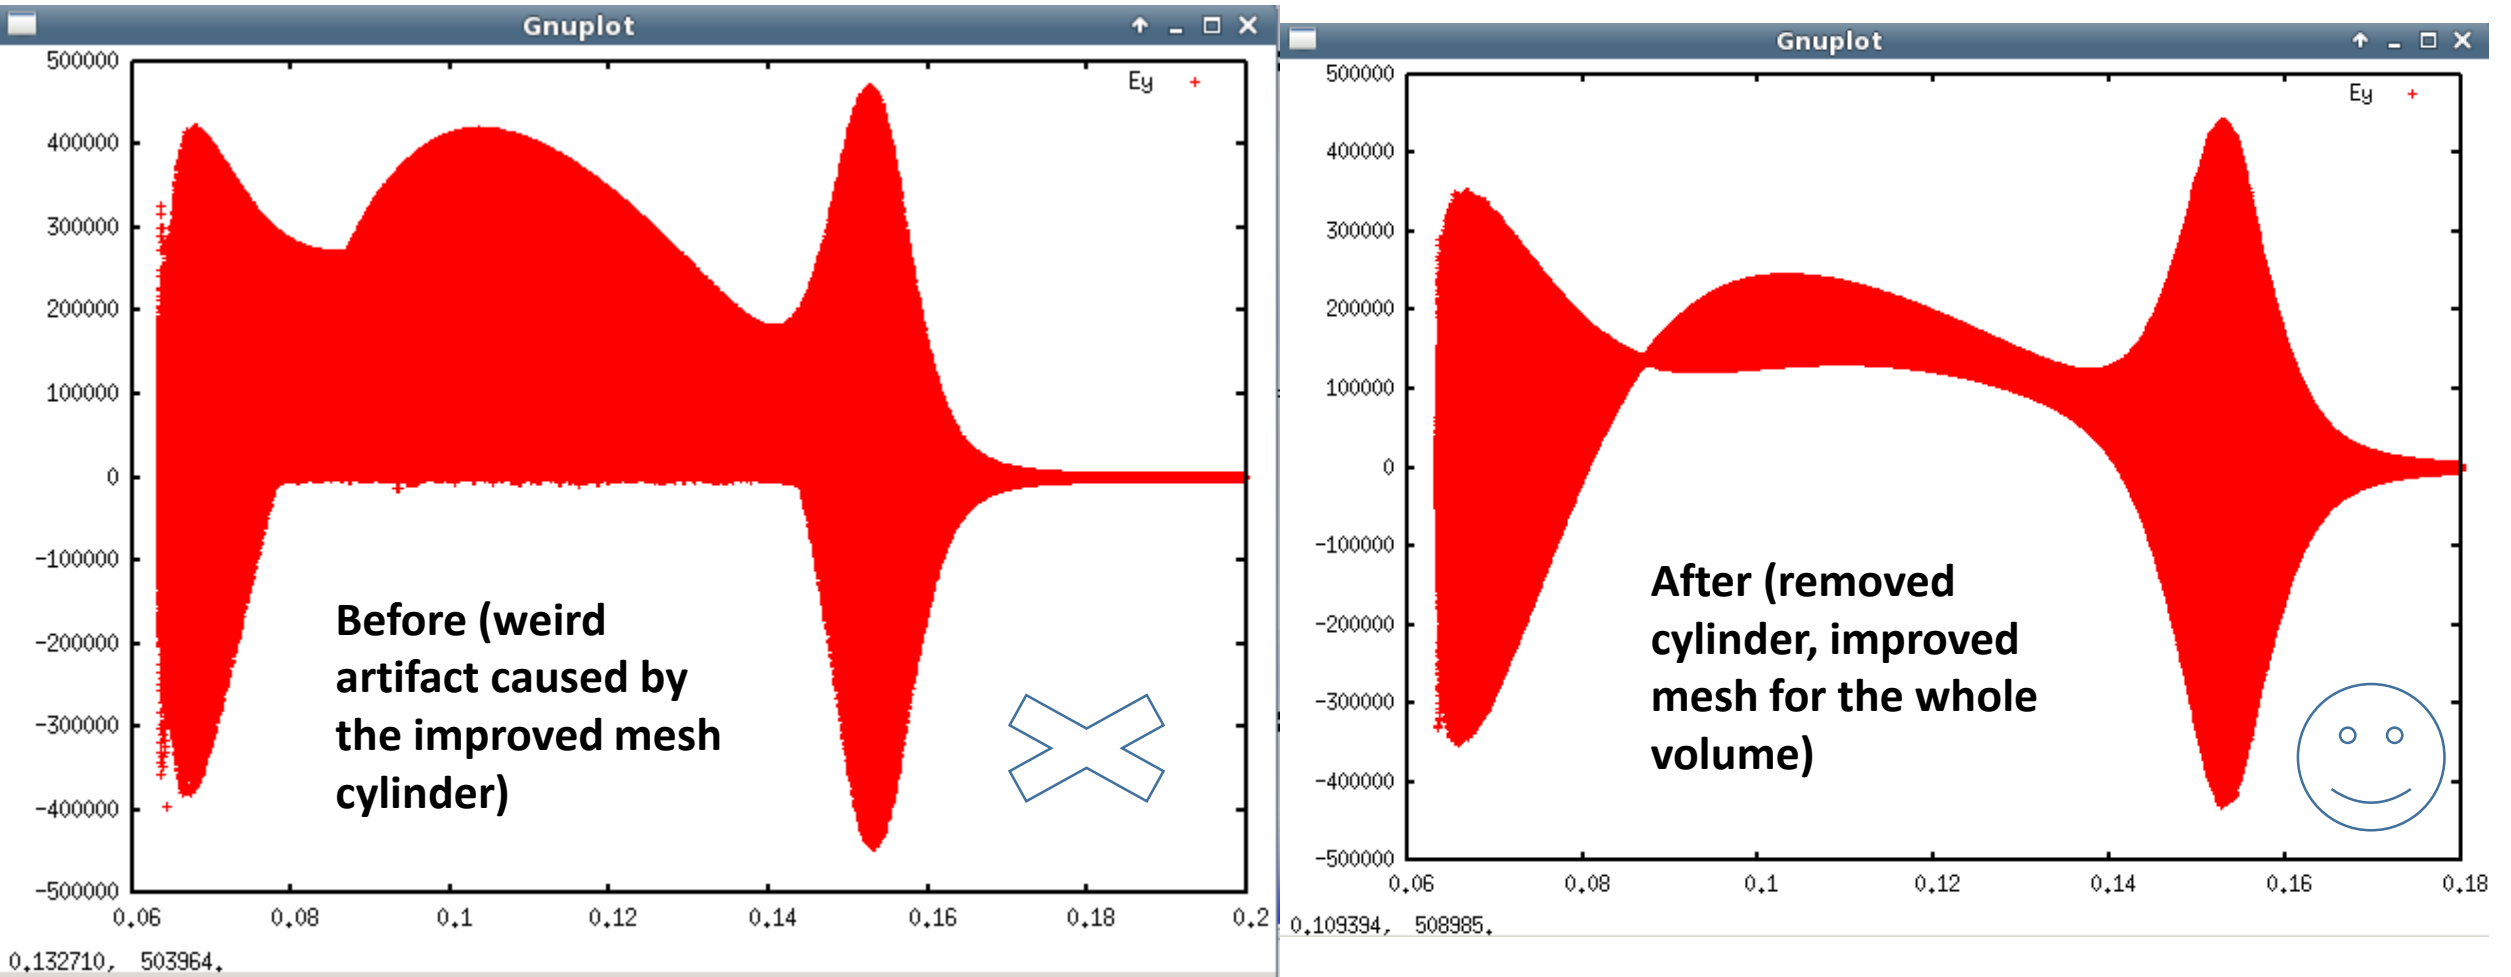 Gnuplot
500000
400000
300000
200000
100000
0
-100000
-200000
-300000
-400000
-500000
0.06 0.08 0.1 0.12 0.14 0.16 0.18 0.2
Ey +
Before (weird
artifact caused by
the improved mesh
cylinder)
0.132710, 503964.
Gnuplot
500000
400000
300000
200000
100000
0
-100000
-200000
-300000
-400000
-500000
0.06 0.08 0.1 0.12 0.14 0.16 0.18
Ey +
After (removed
cylinder, improved
mesh for the whole
volume)
0.109394, 508985.